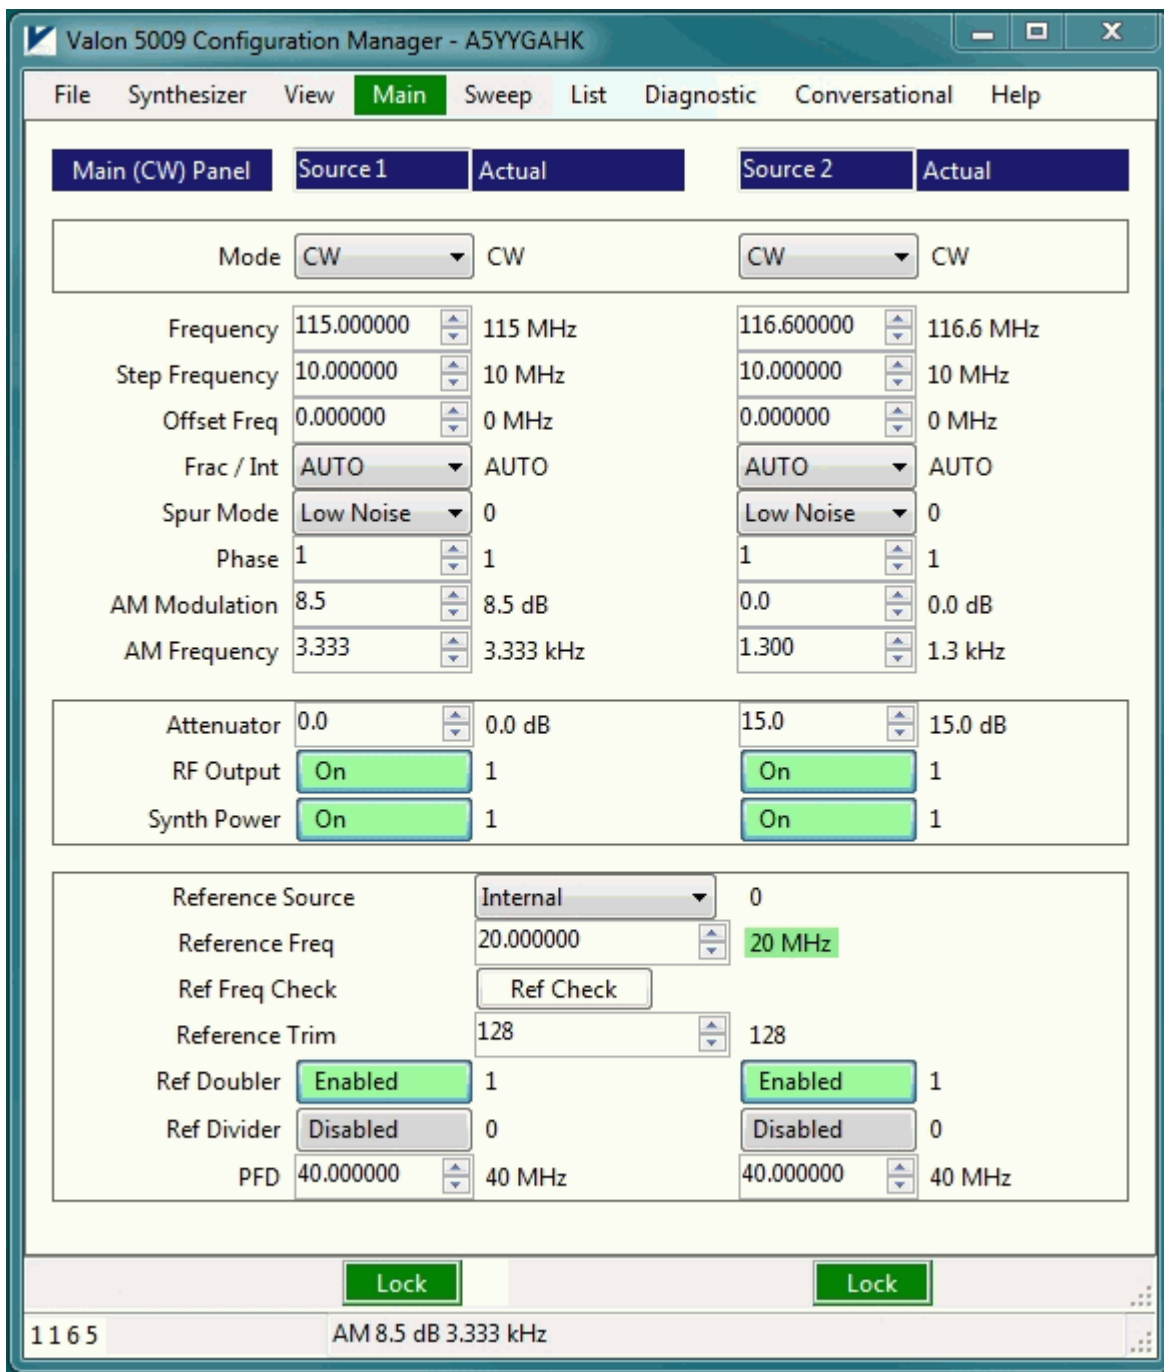 Valon 5009 Configuration Manager - A5YYGAHK
File Synthesizer View Main Sweep List Diagnostic Conversational Help
Main (CW) Panel Source 1 Actual Source 2 Actual
Mode CW CW CW CW
Frequency 115.000000 115 MHz 116.600000 116.6 MHz
Step Frequency 10.000000 10 MHz 10.000000 10 MHz
Offset Freq 0.000000 0 MHz 0.000000 0 MHz
Frac / Int AUTO AUTO AUTO AUTO
Spur Mode Low Noise 0 Low Noise 0
Phase 1 1 1 1
AM Modulation 8.5 8.5 dB 0.0 0.0 dB
AM Frequency 3.333 3.333 kHz 1.300 1.3 kHz
Attenuator 0.0 0.0 dB 15.0 15.0 dB
RF Output On 1 On 1
Synth Power On 1 On 1
Reference Source Internal 0
Reference Freq 20.000000 20 MHz
Ref Freq Check Ref Check
Reference Trim 128 128
Ref Doubler Enabled 1 Enabled 1
Ref Divider Disabled 0 Disabled 0
PFD 40.000000 40 MHz 40.000000 40 MHz
Lock Lock
1165 AM 8.5 dB 3.333 kHz